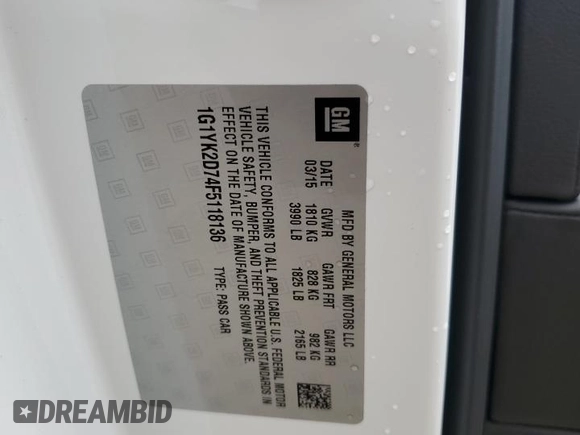 GM
®
MFD BY GENERAL MOTORS LLC
DATE GVWR GAWR FRT GAWR RR
03/15 1810 KG 828 KG 982 KG
3990 LB 1825 LB 2165 LB
THIS VEHICLE CONFORMS TO ALL APPLICABLE U.S. FEDERAL MOTOR
VEHICLE SAFETY, BUMPER, AND THEFT PREVENTION STANDARDS IN
EFFECT ON THE DATE OF MANUFACTURE SHOWN ABOVE.
1G1YK2D74F5118136 TYPE: PASS CAR
DREAMBID